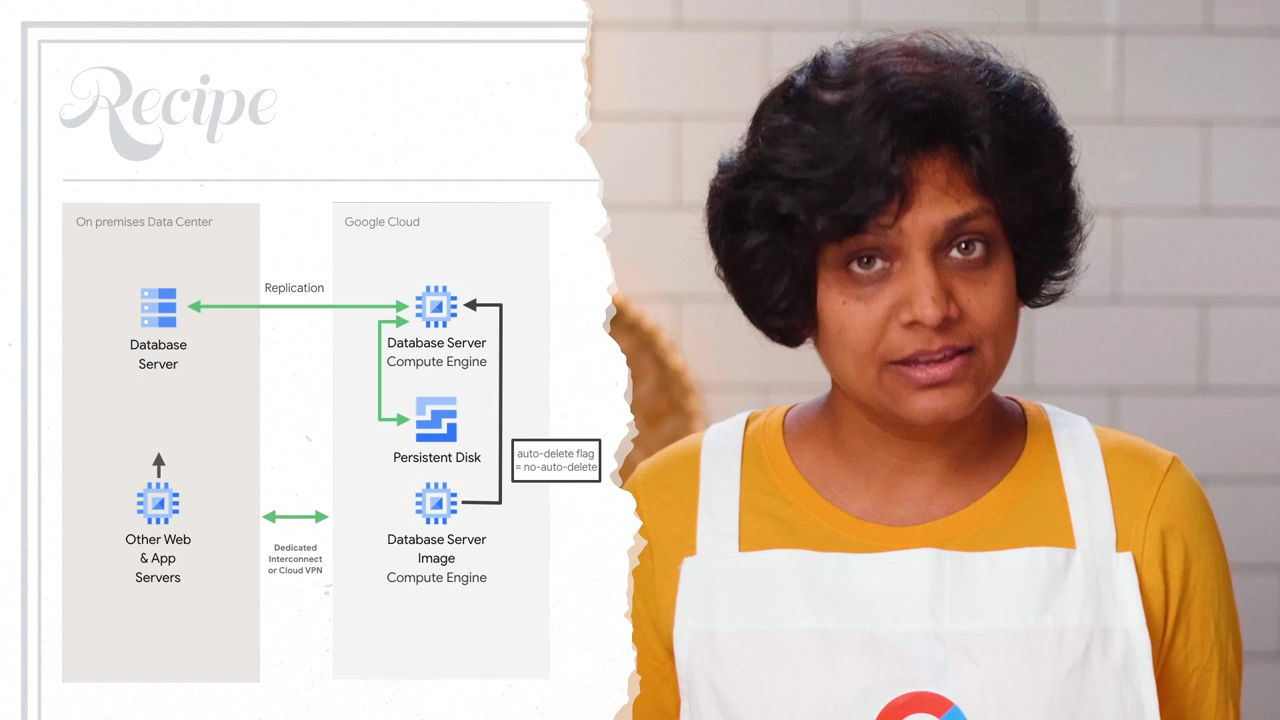 Recipe
On premises Data Center
Google Cloud
Replication
Database
Server
Database Server
Compute Engine
Persistent Disk
auto-delete flag
= no-auto-delete
Other Web
& App
Servers
Dedicated
Interconnect
or Cloud VPN
Database Server
Image
Compute Engine